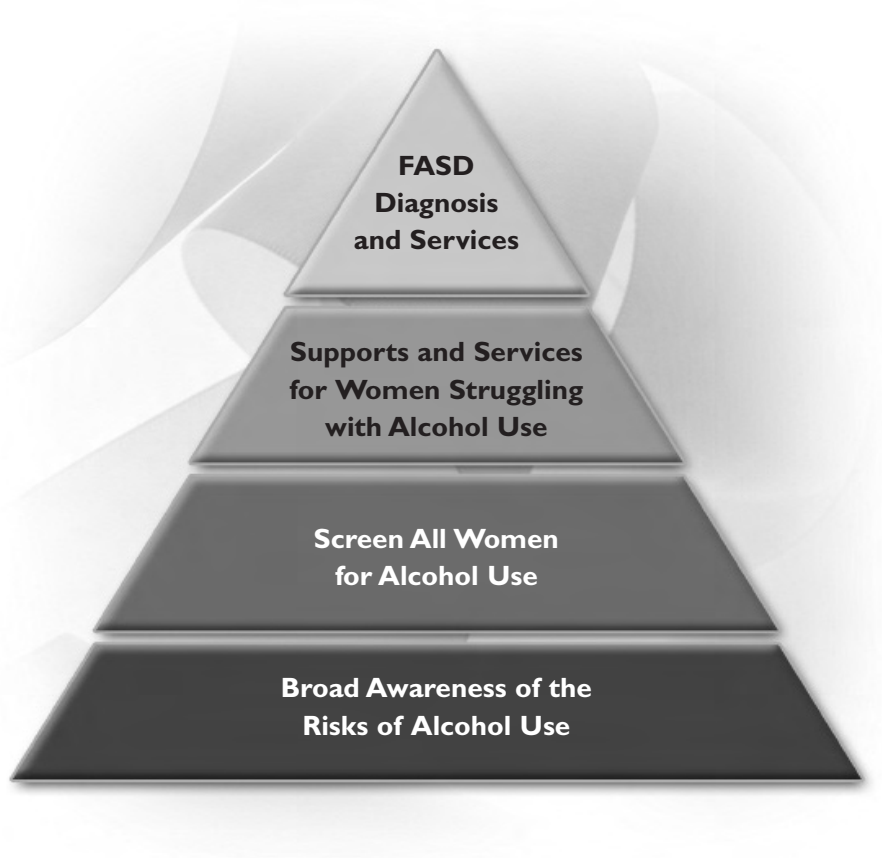 FASD
Diagnosis
and Services
Supports and Services
for Women Struggling
with Alcohol Use
Screen All Women
for Alcohol Use
Broad Awareness of the
Risks of Alcohol Use